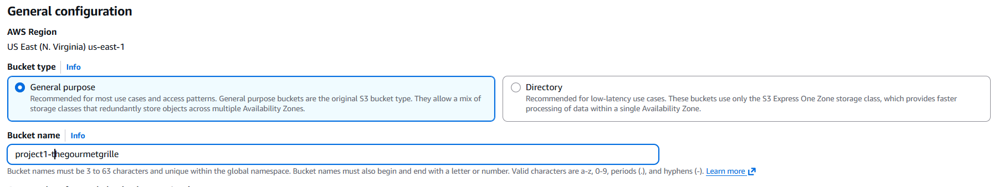 General configuration
AWS Region
US East (N. Virginia) us-east-1
Bucket type Info
General purpose
Recommended for most use cases and access patterns. General purpose buckets are the original S3 bucket type. They allow a mix of
storage classes that redundantly store objects across multiple Availability Zones.
Directory
Recommended for low-latency use cases. These buckets use only the S3 Express One Zone storage class, which provides faster
processing of data within a single Availability Zone.
Bucket name Info
project1-thegourmetgrille
Bucket names must be 3 to 63 characters and unique within the global namespace. Bucket names must also begin and end with a letter or number. Valid characters are a-z, 0-9, periods (.), and hyphens (-). Learn more